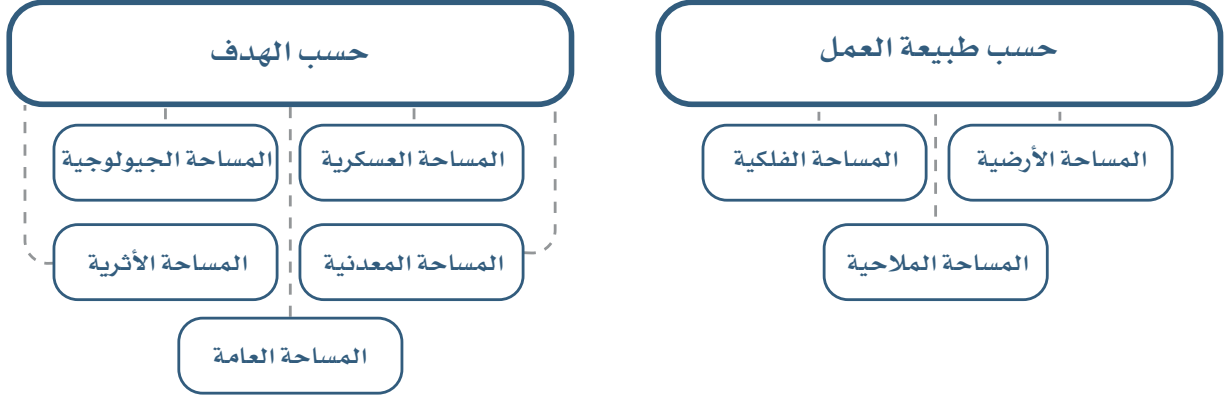 حسب طبيعة العمل
المساحة الأرضية
المساحة الفلكية
المساحة الملاحية
حسب الهدف
المساحة العسكرية
المساحة الجيولوجية
المساحة المعدنية
المساحة الأثرية
المساحة العامة